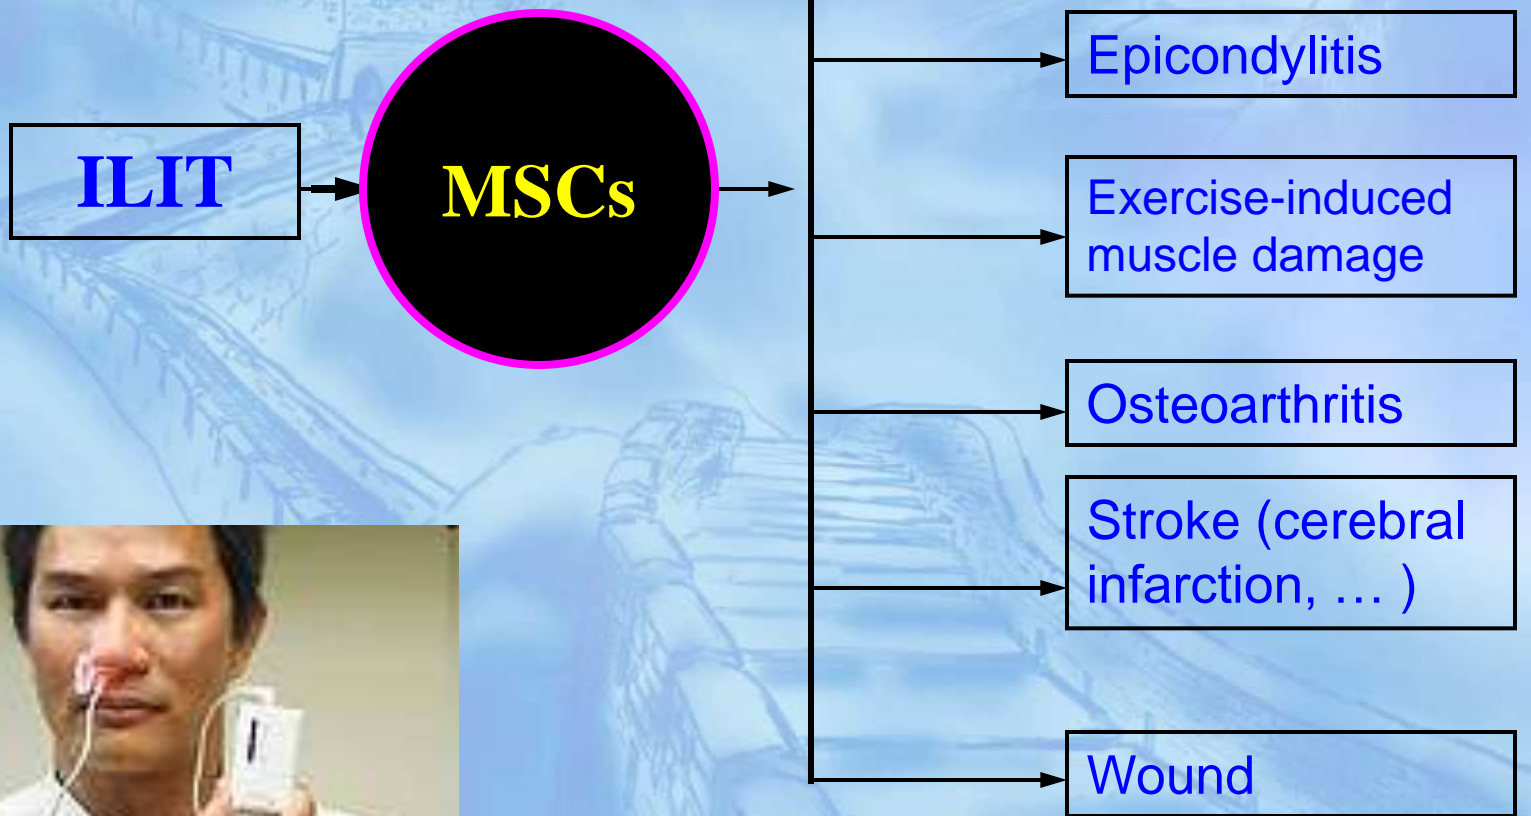 ILIT
MSCs
Epicondylitis
Exercise-induced
muscle damage
Osteoarthritis
Stroke (cerebral
infarction, … )
Wound